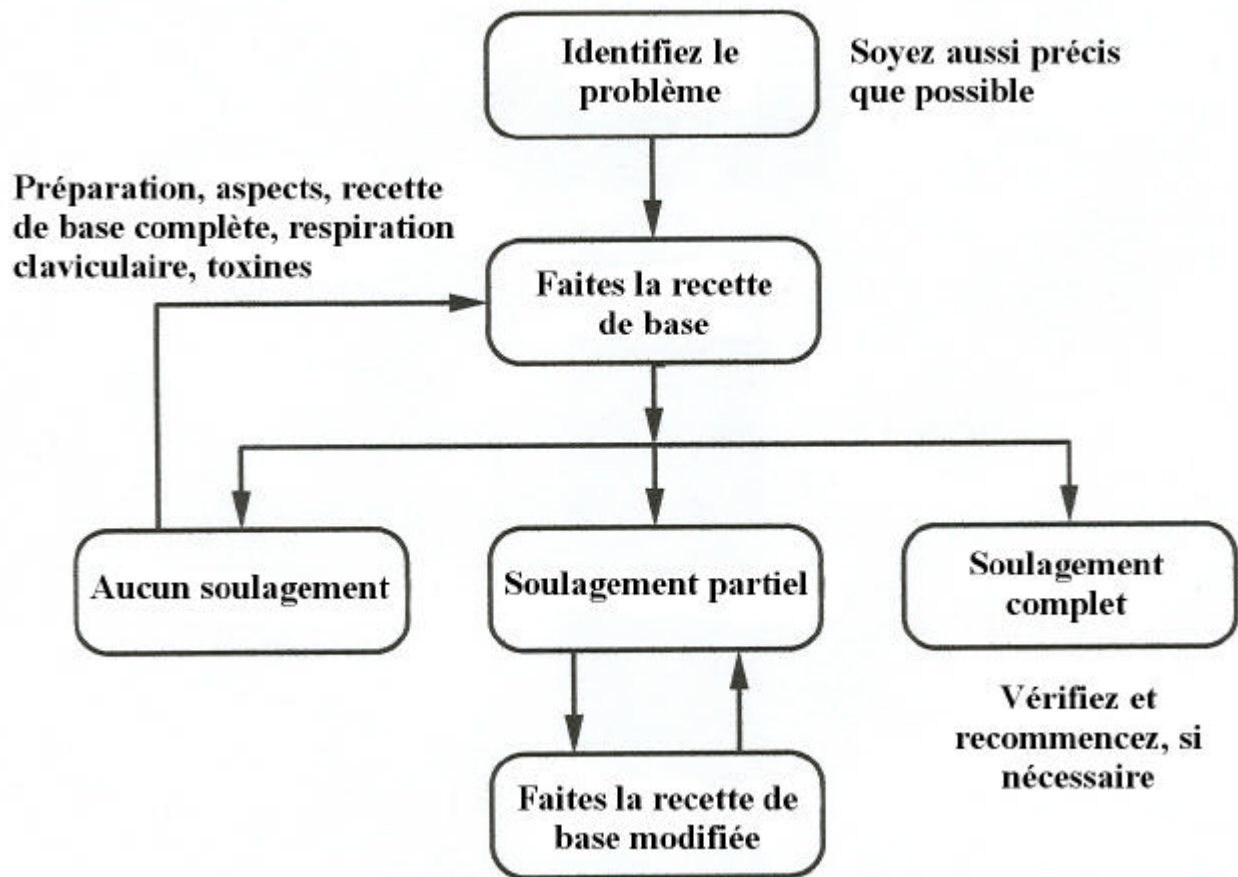 Identifiez le
problème
Soyez aussi précis
que possible
Préparation, aspects, recette
de base complète, respiration
claviculaire, toxines
Faites la recette
de base
Aucun soulagement
Soulagement partiel
Soulagement
complet
Vérifiez et
recommencez, si
nécessaire
Faites la recette de
base modifiée